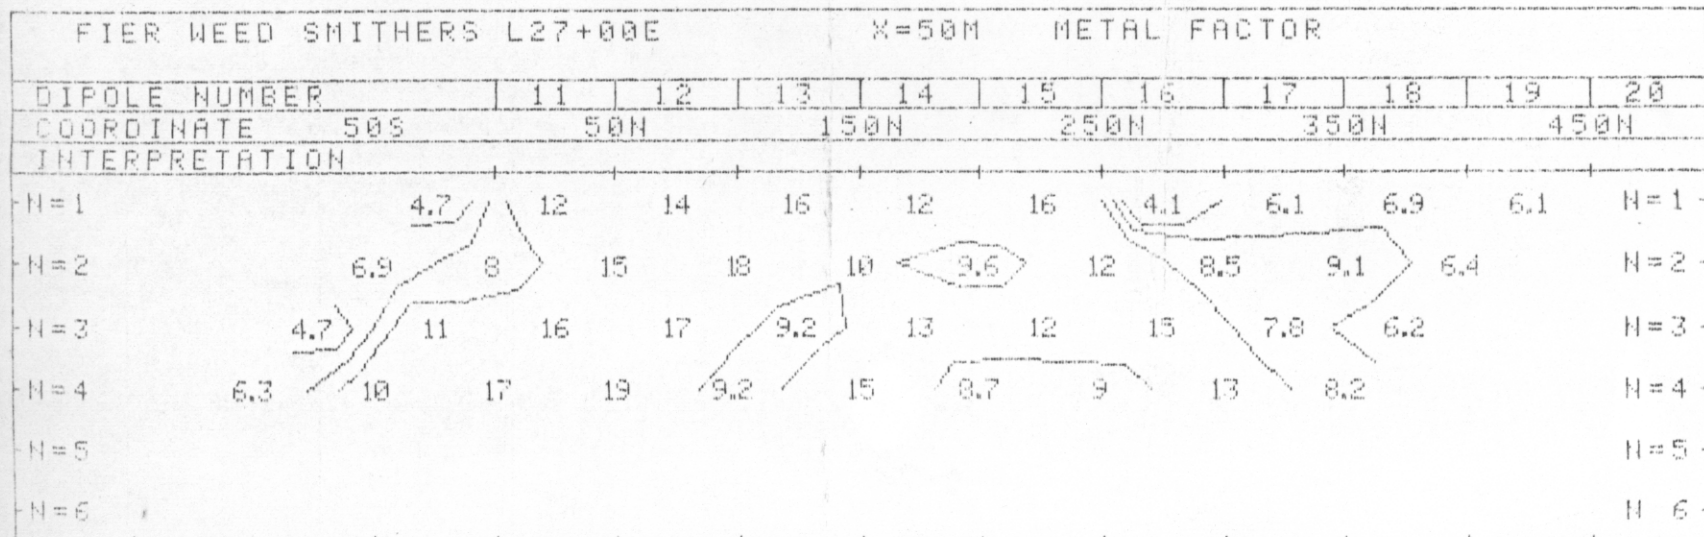 FIER WEED SMITHERS L27+00E X=50M METAL FACTOR
DIPOLE NUMBER 11 12 13 14 15 16 17 18 19 20
COORDINATE 50S 50N 150N 250N 350N 450N
INTERPRETATION
N=1 4.7 12 14 16 12 16 4.1 6.1 6.9 6.1 N=1
N=2 6.9 8 15 18 10 9.6 12 8.5 9.1 6.4 N=2
N=3 4.7 11 16 17 9.2 13 12 15 7.8 6.2 N=3
N=4 6.3 10 17 19 9.2 15 8.7 9 13 8.2 N=4
N=5 N=5
N=6 N 6